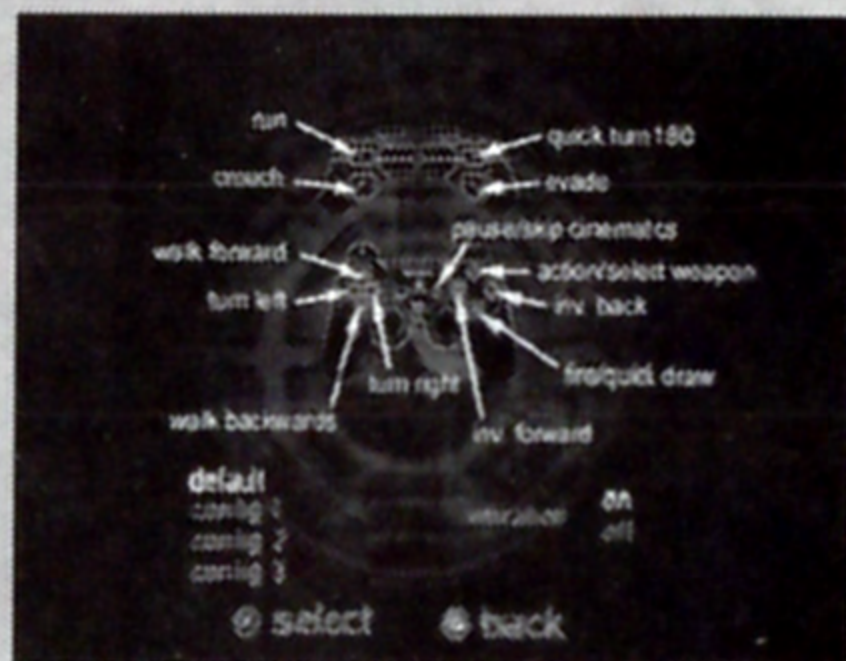 run
quick turn 180
crouch
evade
pause/skip cinematics
walk forward
action/select weapon
turn left
inv. back
turn right
fire/quick draw
walk backwards
inv. forward
default
config 1
on
vibration
off
config 2
config 3
select
back